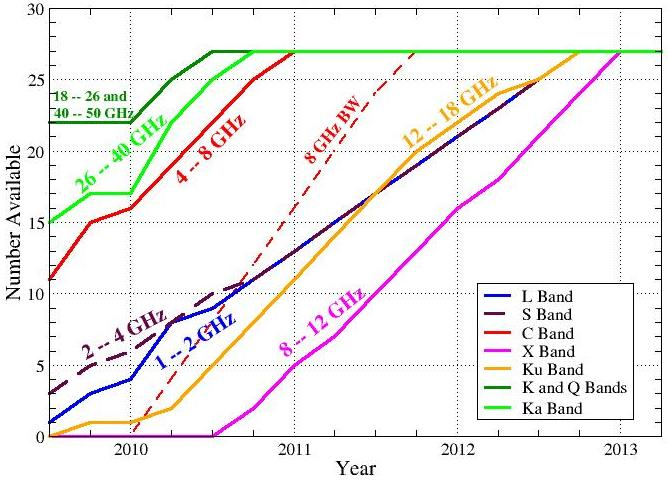 30
25
20
15
10
5
0
Number Available
18 -- 26 and
40 -- 50 GHz
26 -- 40 GHz
4 -- 8 GHz
8 GHz BW
12 -- 18 GHz
2 -- 4 GHz
1 -- 2 GHz
8 -- 12 GHz
L Band
S Band
C Band
X Band
Ku Band
K and Q Bands
Ka Band
2010 2011 2012 2013
Year